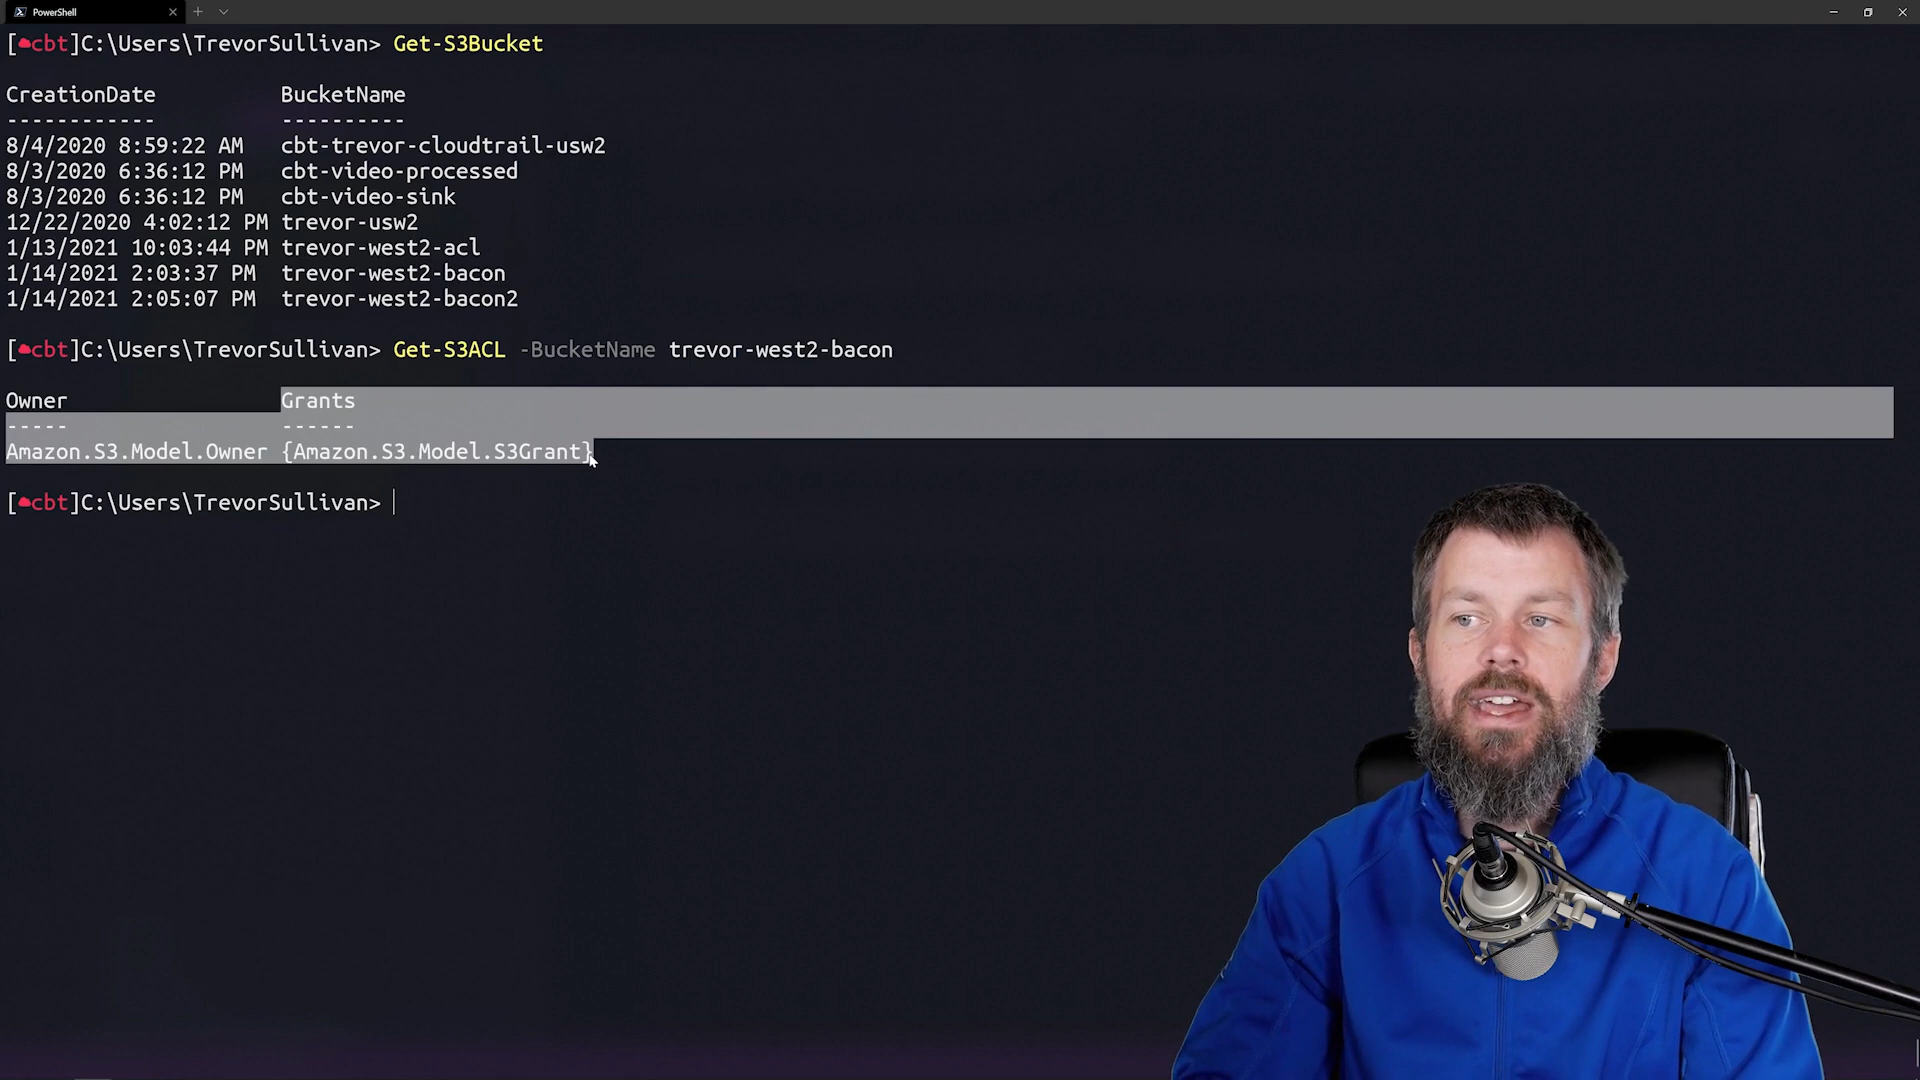 PowerShell
[cbt]C:\Users\TrevorSullivan> Get-S3Bucket
CreationDate BucketName
------------ ----------
8/4/2020 8:59:22 AM cbt-trevor-cloudtrail-usw2
8/3/2020 6:36:12 PM cbt-video-processed
8/3/2020 6:36:12 PM cbt-video-sink
12/22/2020 4:02:12 PM trevor-usw2
1/13/2021 10:03:44 PM trevor-west2-acl
1/14/2021 2:03:37 PM trevor-west2-bacon
1/14/2021 2:05:07 PM trevor-west2-bacon2
[cbt]C:\Users\TrevorSullivan> Get-S3ACL -BucketName trevor-west2-bacon
Owner Grants
----- ------
Amazon.S3.Model.Owner {Amazon.S3.Model.S3Grant}
[cbt]C:\Users\TrevorSullivan>